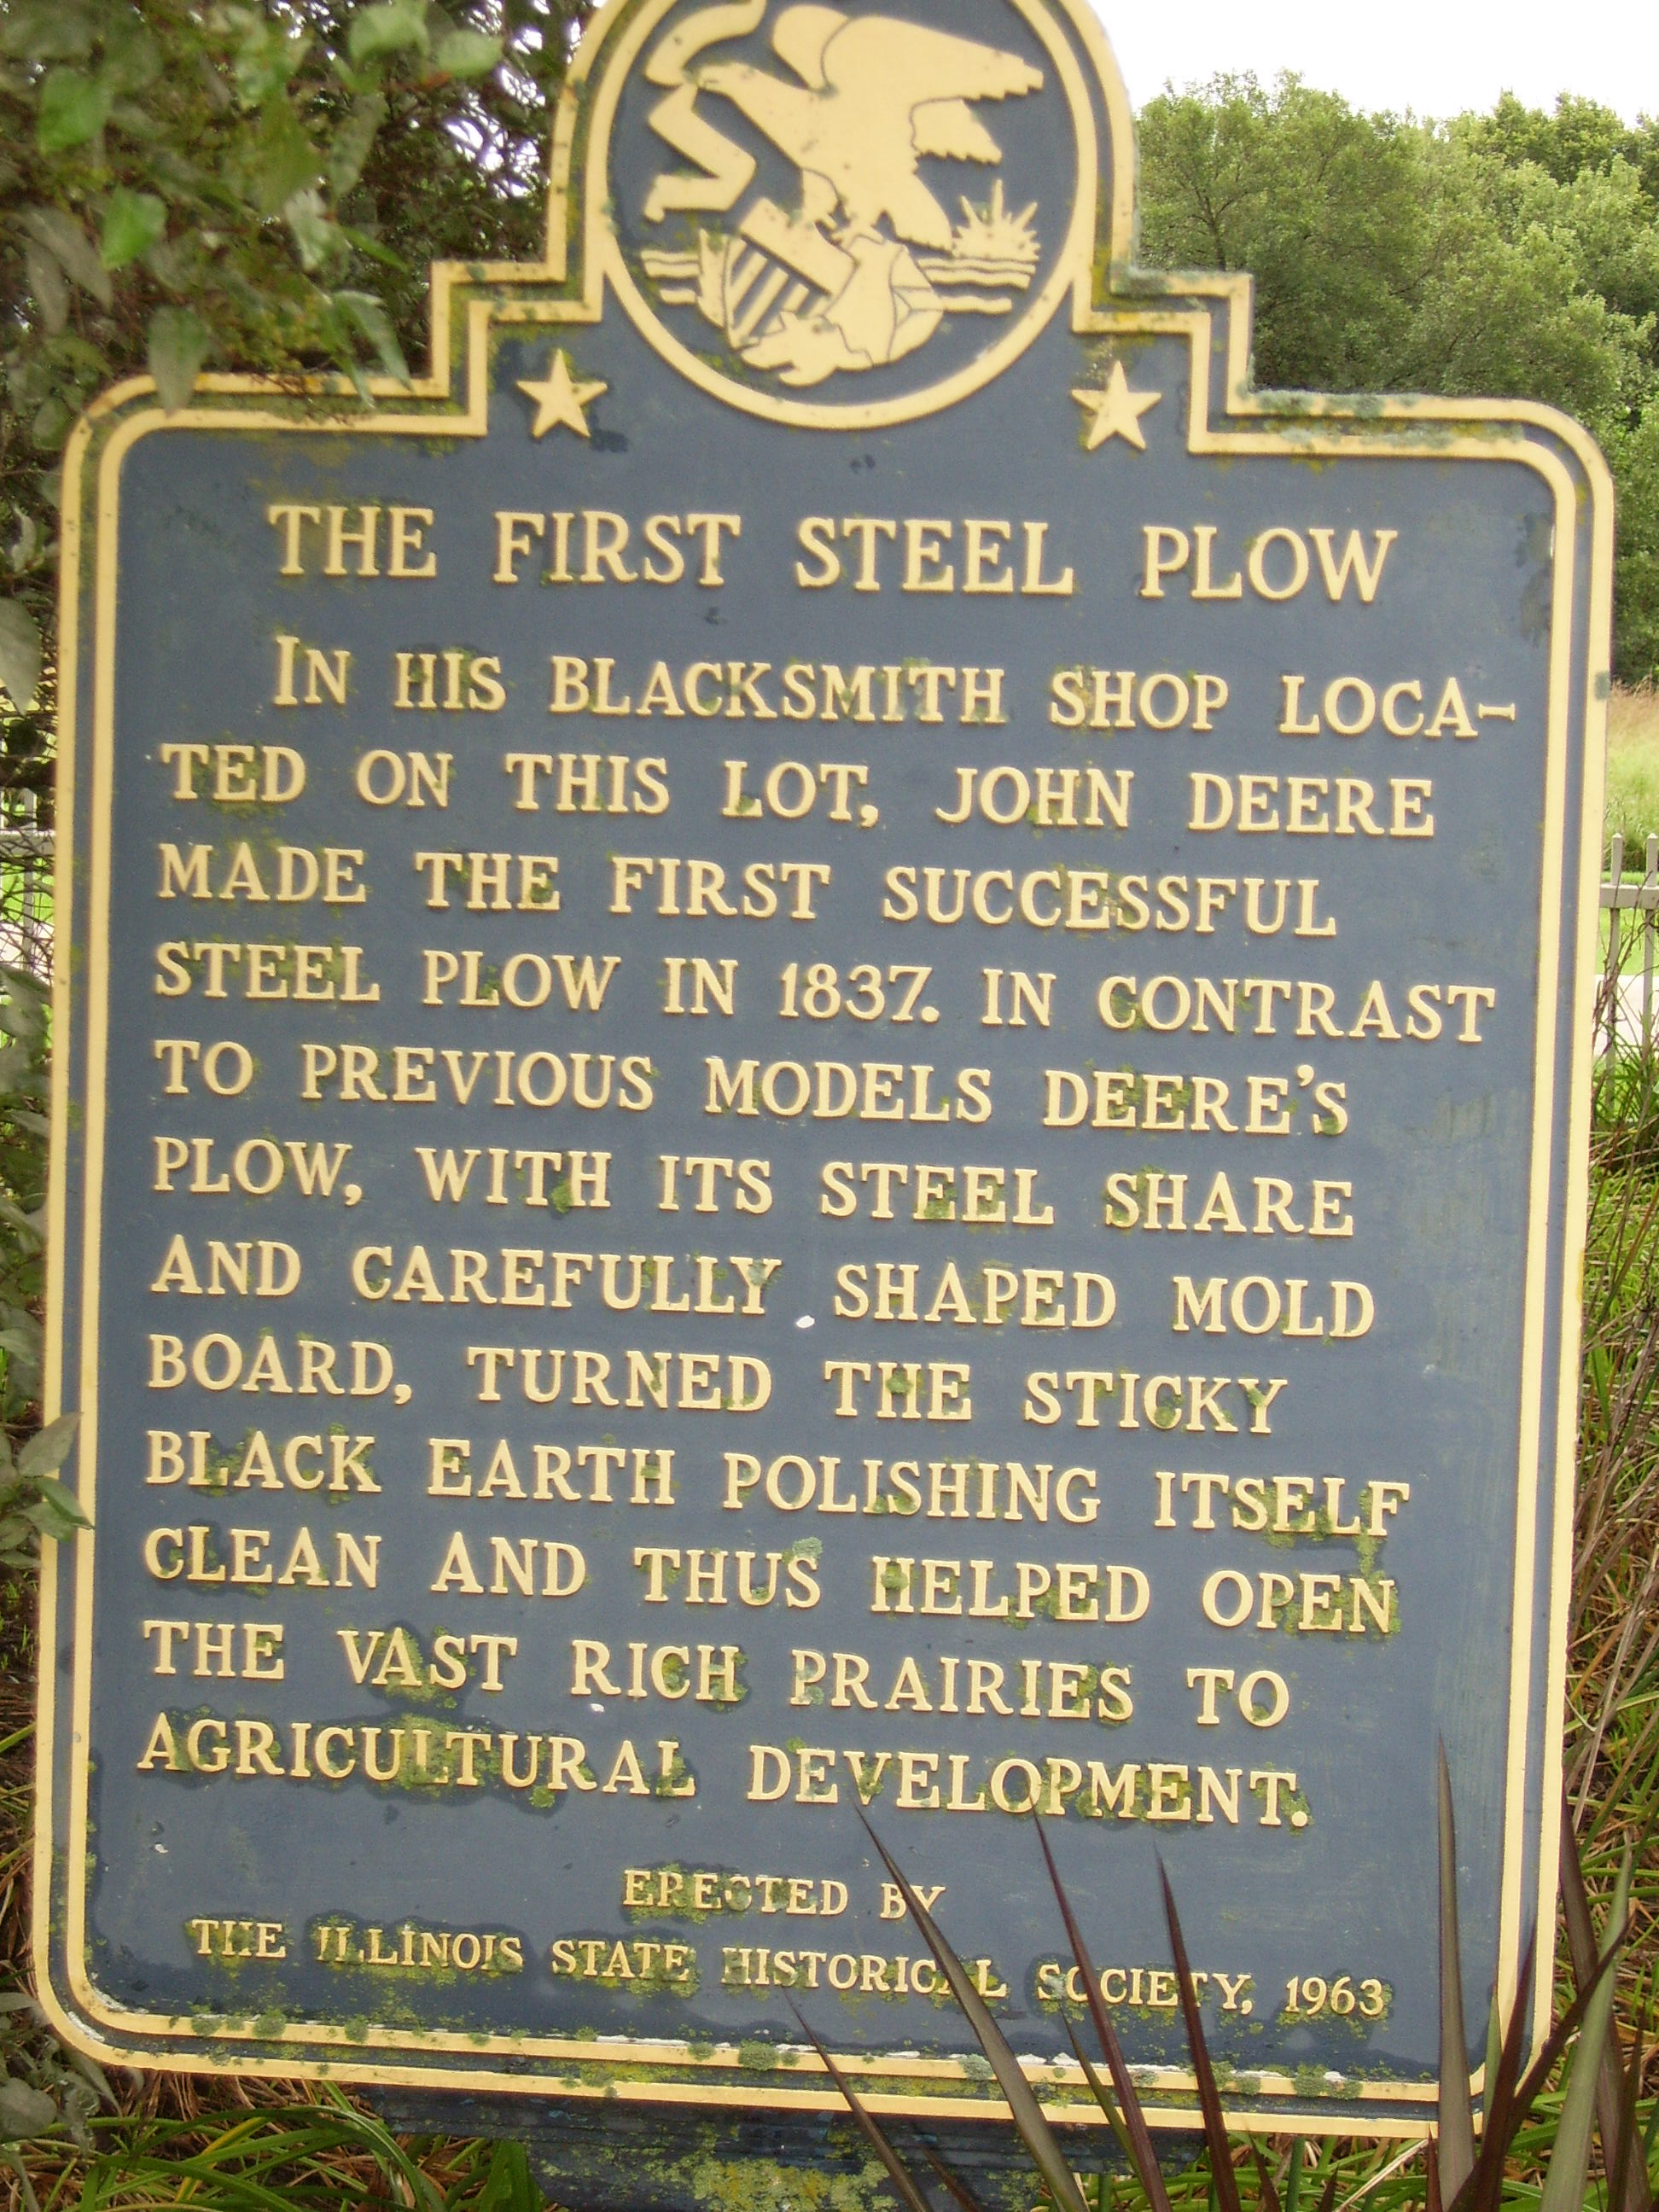 THE FIRST STEEL PLOW
IN HIS BLACKSMITH SHOP LOCA-
TED ON THIS LOT, JOHN DEERE
MADE THE FIRST SUCCESSFUL
STEEL PLOW IN 1837. IN CONTRAST
TO PREVIOUS MODELS DEERE'S
PLOW, WITH ITS STEEL SHARE
AND CAREFULLY SHAPED MOLD
BOARD, TURNED THE STICKY
BLACK EARTH POLISHING ITSELF
CLEAN AND THUS HELPED OPEN
THE VAST RICH PRAIRIES TO
AGRICULTURAL DEVELOPMENT.
ERECTED BY
THE ILLINOIS STATE HISTORICAL SOCIETY, 1963